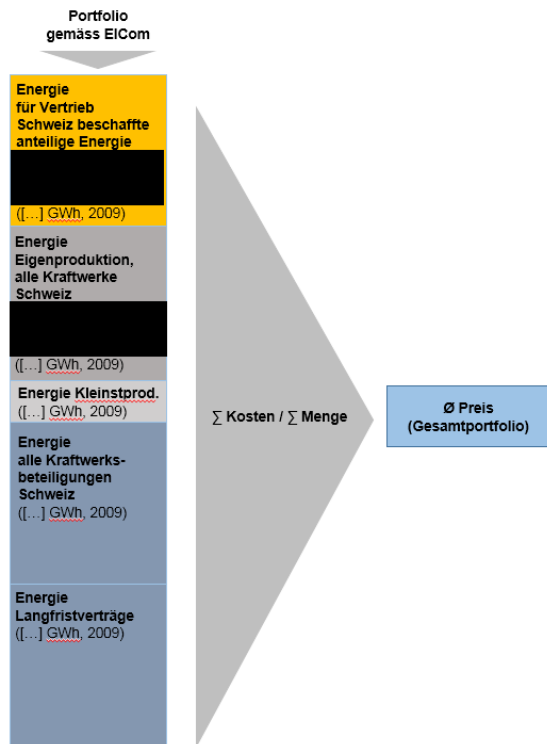 Portfolio
gemäss ElCom
Energie
für Vertrieb
Schweiz beschaffte
anteilige Energie
([…] GWh, 2009)
Energie
Eigenproduktion,
alle Kraftwerke
Schweiz
([…] GWh, 2009)
Energie Kleinstprod.
([…] GWh, 2009)
Energie
alle Kraftwerks-
beteiligungen
Schweiz
([…] GWh, 2009)
Energie
Langfristverträge
([…] GWh, 2009)
∑ Kosten / ∑ Menge
Ø Preis
(Gesamtportfolio)